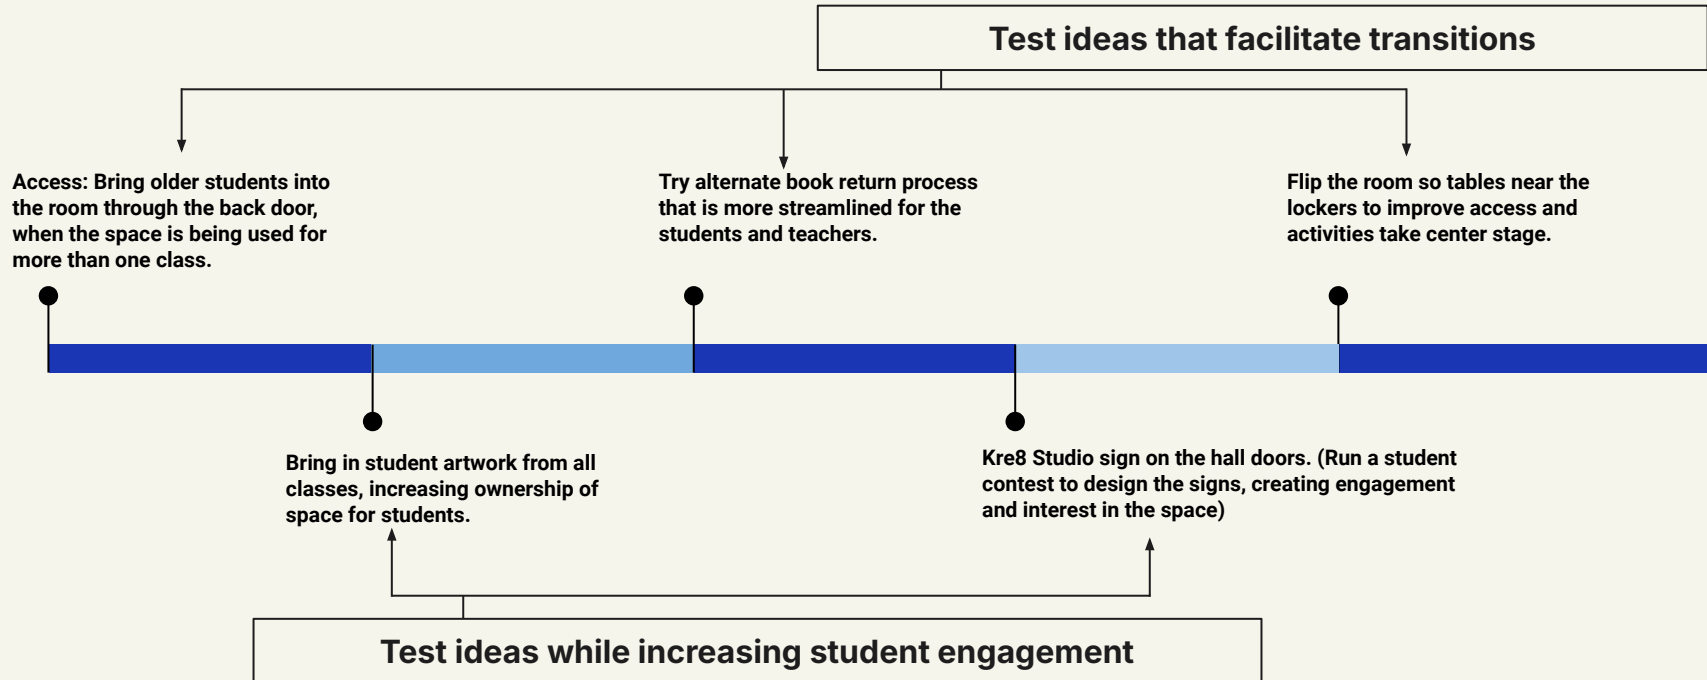 Test ideas that facilitate transitions
Access: Bring older students into
the room through the back door,
when the space is being used for
more than one class.
Try alternate book return process
that is more streamlined for the
students and teachers.
Flip the room so tables near the
lockers to improve access and
activities take center stage.
Bring in student artwork from all
classes, increasing ownership of
space for students.
Kre8 Studio sign on the hall doors. (Run a student
contest to design the signs, creating engagement
and interest in the space)
Test ideas while increasing student engagement